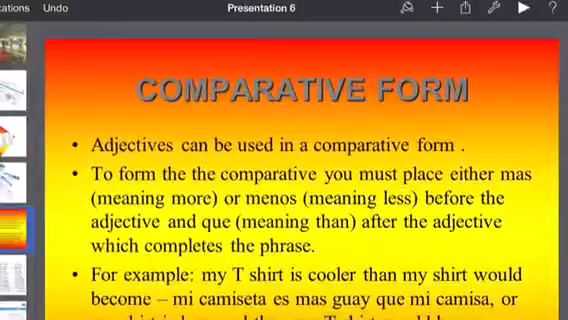 ations Undo Presentation 6
COMPARATIVE FORM
• Adjectives can be used in a comparative form .
• To form the the comparative you must place either mas
(meaning more) or menos (meaning less) before the
adjective and que (meaning than) after the adjective
which completes the phrase.
• For example: my T shirt is cooler than my shirt would
become – mi camiseta es mas guay que mi camisa, or